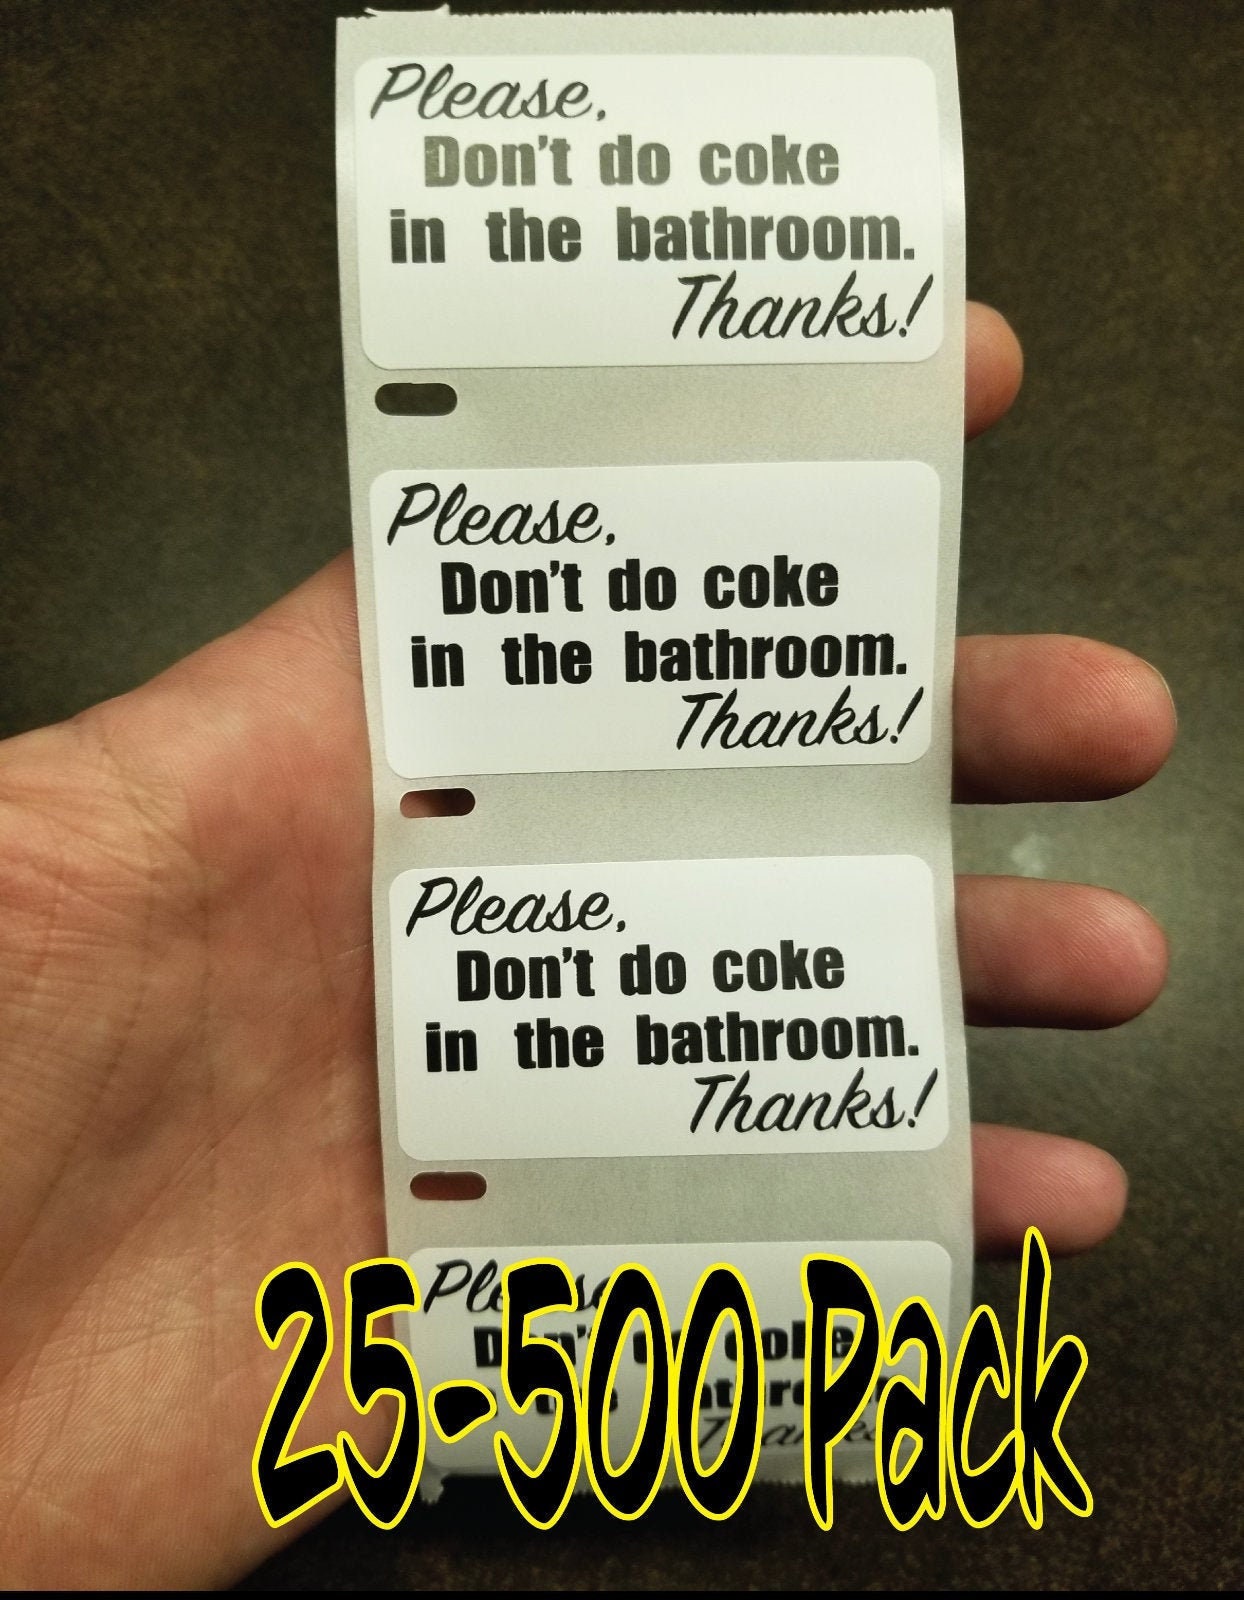 Please,
Don't do coke
in the bathroom.
Thanks!
Please,
Don't do coke
in the bathroom.
Thanks!
Please,
Don't do coke
in the bathroom.
Thanks!
25-500 Pack